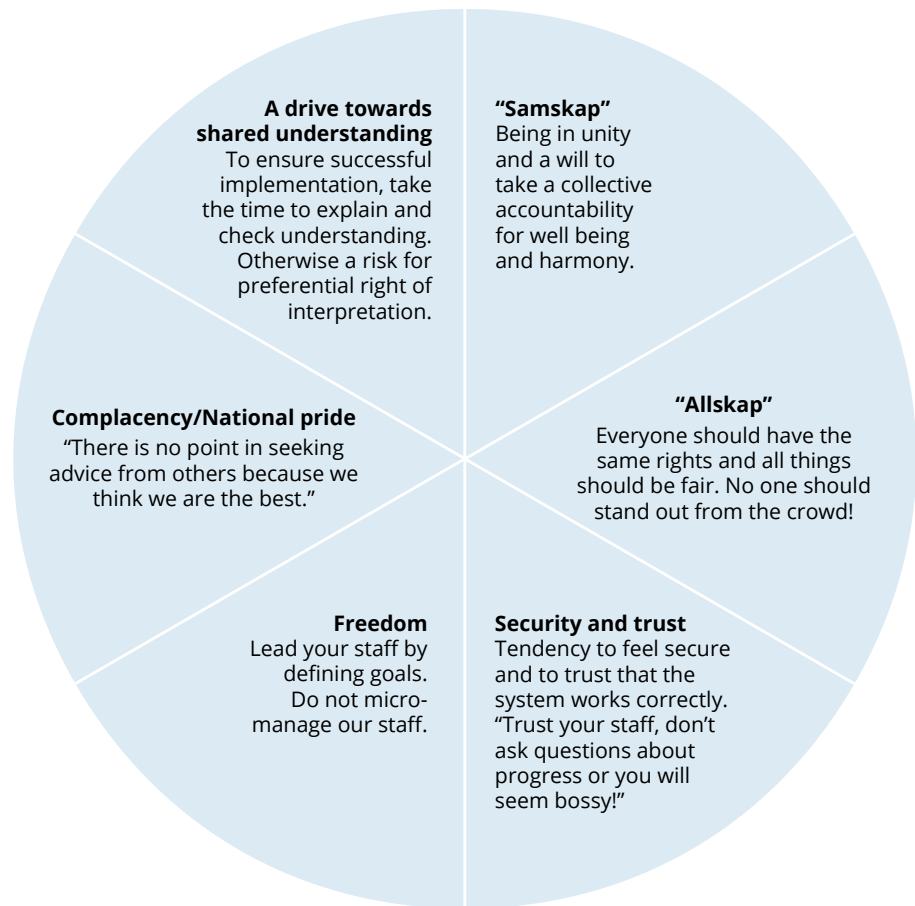 A drive towards
shared understanding
To ensure successful
implementation, take
the time to explain and
check understanding.
Otherwise a risk for
preferential right of
interpretation.
“Samskap”
Being in unity
and a will to
take a collective
accountability
for well being
and harmony.
Complacency/National pride
“There is no point in seeking
advice from others because we
think we are the best.”
“Allskap”
Everyone should have the
same rights and all things
should be fair. No one should
stand out from the crowd!
Freedom
Lead your staff by
defining goals.
Do not micro-
manage our staff.
Security and trust
Tendency to feel secure
and to trust that the
system works correctly.
“Trust your staff, don’t
ask questions about
progress or you will
seem bossy!”